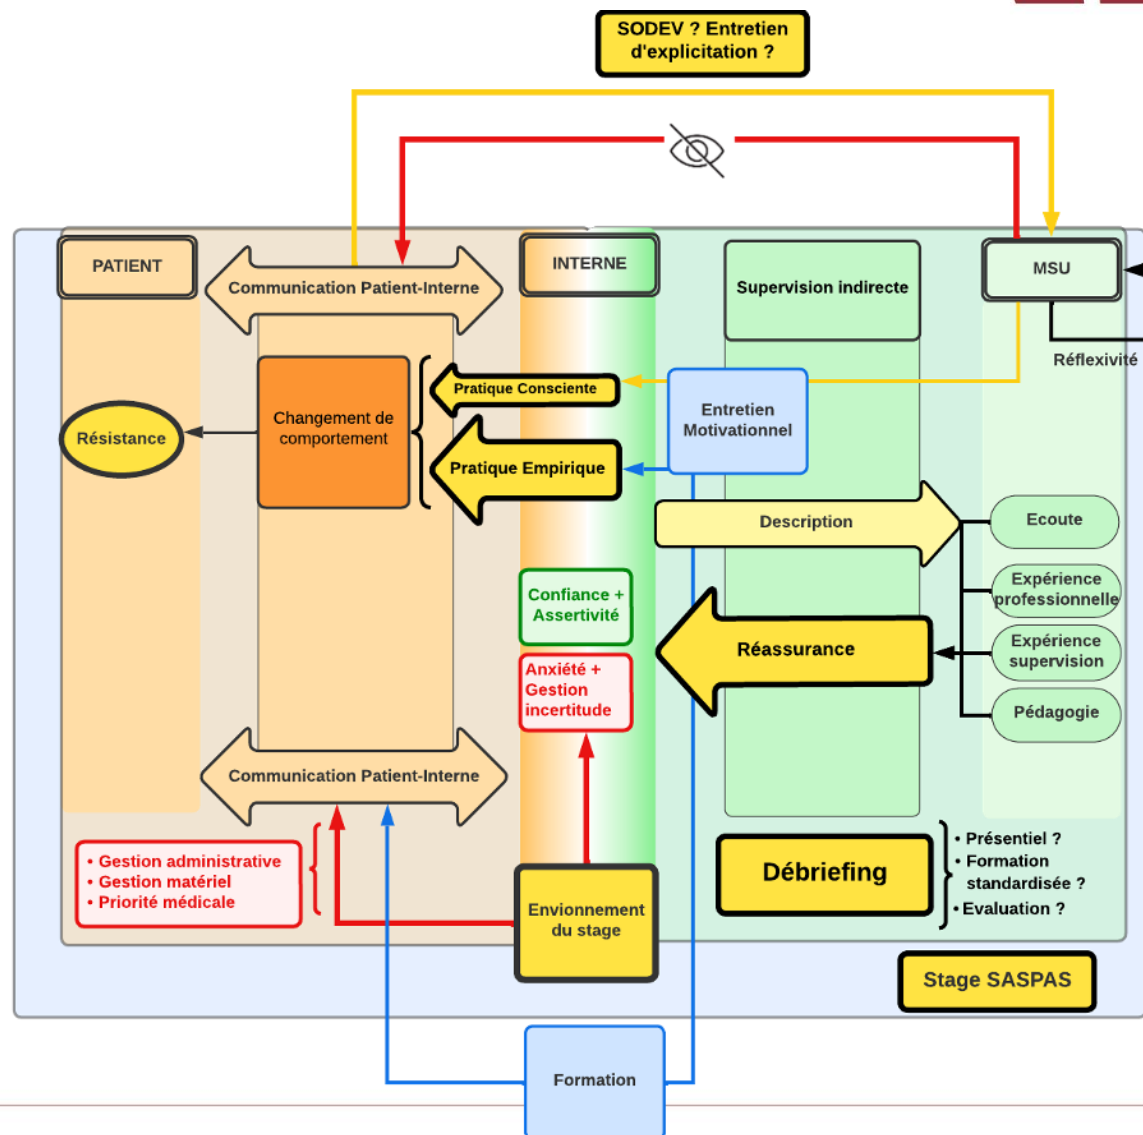 SODEV ? Entretien
d'explicitation ?
PATIENT
Communication Patient-Interne
INTERNE
Supervision indirecte
MSU
Réflexivité
Pratique Consciente
Entretien
Motivationnel
Changement de
comportement
Résistance
Pratique Empirique
Description
Ecoute
Expérience
professionnelle
Expérience
supervision
Pédagogie
Confiance +
Assertivité
Réassurance
Anxiété +
Gestion
incertitude
Communication Patient-Interne
• Gestion administrative
• Gestion matériel
• Priorité médicale
Débriefing
• Présentiel ?
• Formation
standardisée ?
• Evaluation ?
Envionnement
du stage
Stage SASPAS
Formation